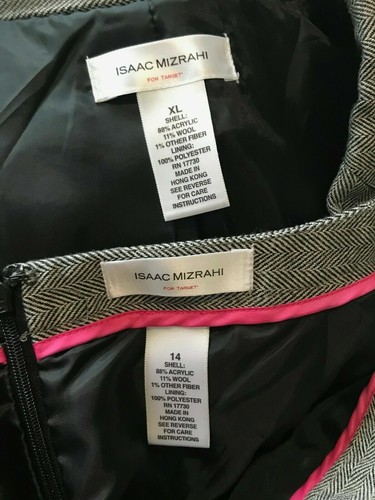 ISAAC MIZRAHI
FOR TARGET*
XL
SHELL:
88% ACRYLIC
11% WOOL
1% OTHER FIBER
LINING:
100% POLYESTER
RN 17730
MADE IN
HONG KONG
SEE REVERSE
FOR CARE
INSTRUCTIONS
ISAAC MIZRAHI
FOR TARGET*
14
SHELL:
88% ACRYLIC
11% WOOL
1% OTHER FIBER
LINING:
100% POLYESTER
RN 17730
MADE IN
HONG KONG
SEE REVERSE
FOR CARE
INSTRUCTIONS